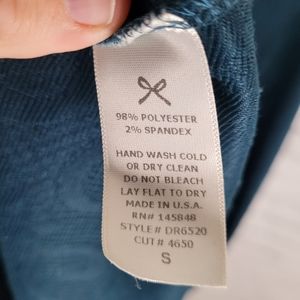 98% POLYESTER
2% SPANDEX
HAND WASH COLD
OR DRY CLEAN
DO NOT BLEACH
LAY FLAT TO DRY
MADE IN U.S.A.
RN# 145848
STYLE# DR6520
CUT# 4650
S